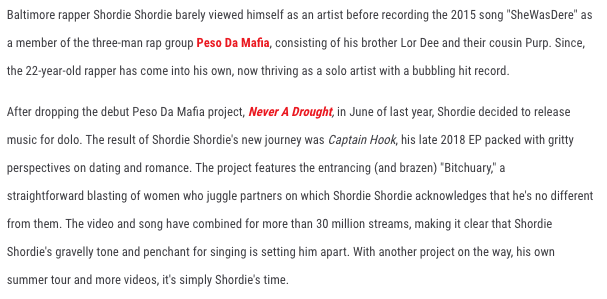 Baltimore rapper Shordie Shordie barely viewed himself as an artist before recording the 2015 song "SheWasDere" as
a member of the three-man rap group Peso Da Mafia, consisting of his brother Lor Dee and their cousin Purp. Since,
the 22-year-old rapper has come into his own, now thriving as a solo artist with a bubbling hit record.
After dropping the debut Peso Da Mafia project, Never A Drought, in June of last year, Shordie decided to release
music for dolo. The result of Shordie Shordie's new journey was Captain Hook, his late 2018 EP packed with gritty
perspectives on dating and romance. The project features the entrancing (and brazen) "Bitchuary," a
straightforward blasting of women who juggle partners on which Shordie Shordie acknowledges that he's no different
from them. The video and song have combined for more than 30 million streams, making it clear that Shordie
Shordie's gravelly tone and penchant for singing is setting him apart. With another project on the way, his own
summer tour and more videos, it's simply Shordie's time.